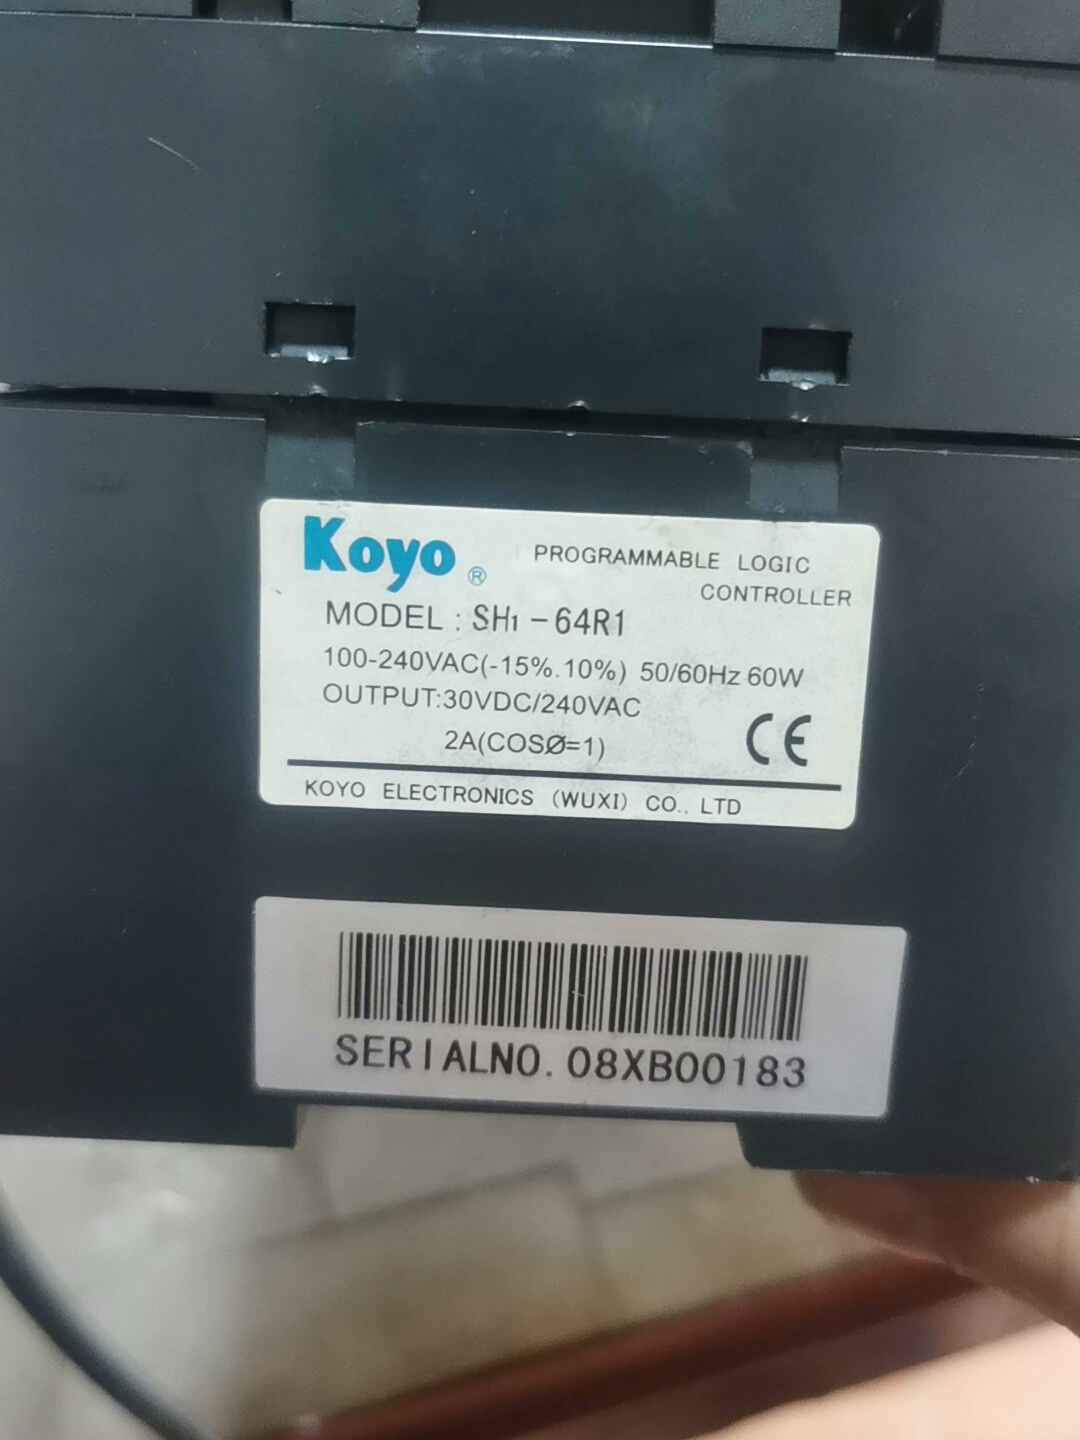 Koyo ®
PROGRAMMABLE LOGIC
CONTROLLER
MODEL : SH1 -64R1
100-240VAC(-15%.10%) 50/60Hz 60W
OUTPUT:30VDC/240VAC
2A(COSØ=1)
CE
KOYO ELECTRONICS (WUXI) CO., LTD
SERIALNO. 08XB00183